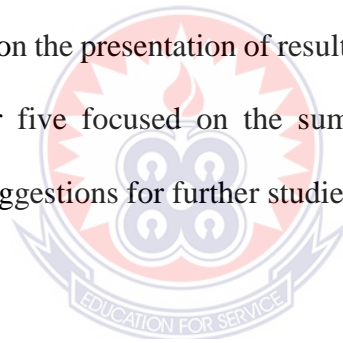 on the presentation of result
five focused on the sum
ggestions for further studie
EDUCATION FOR SERVICE